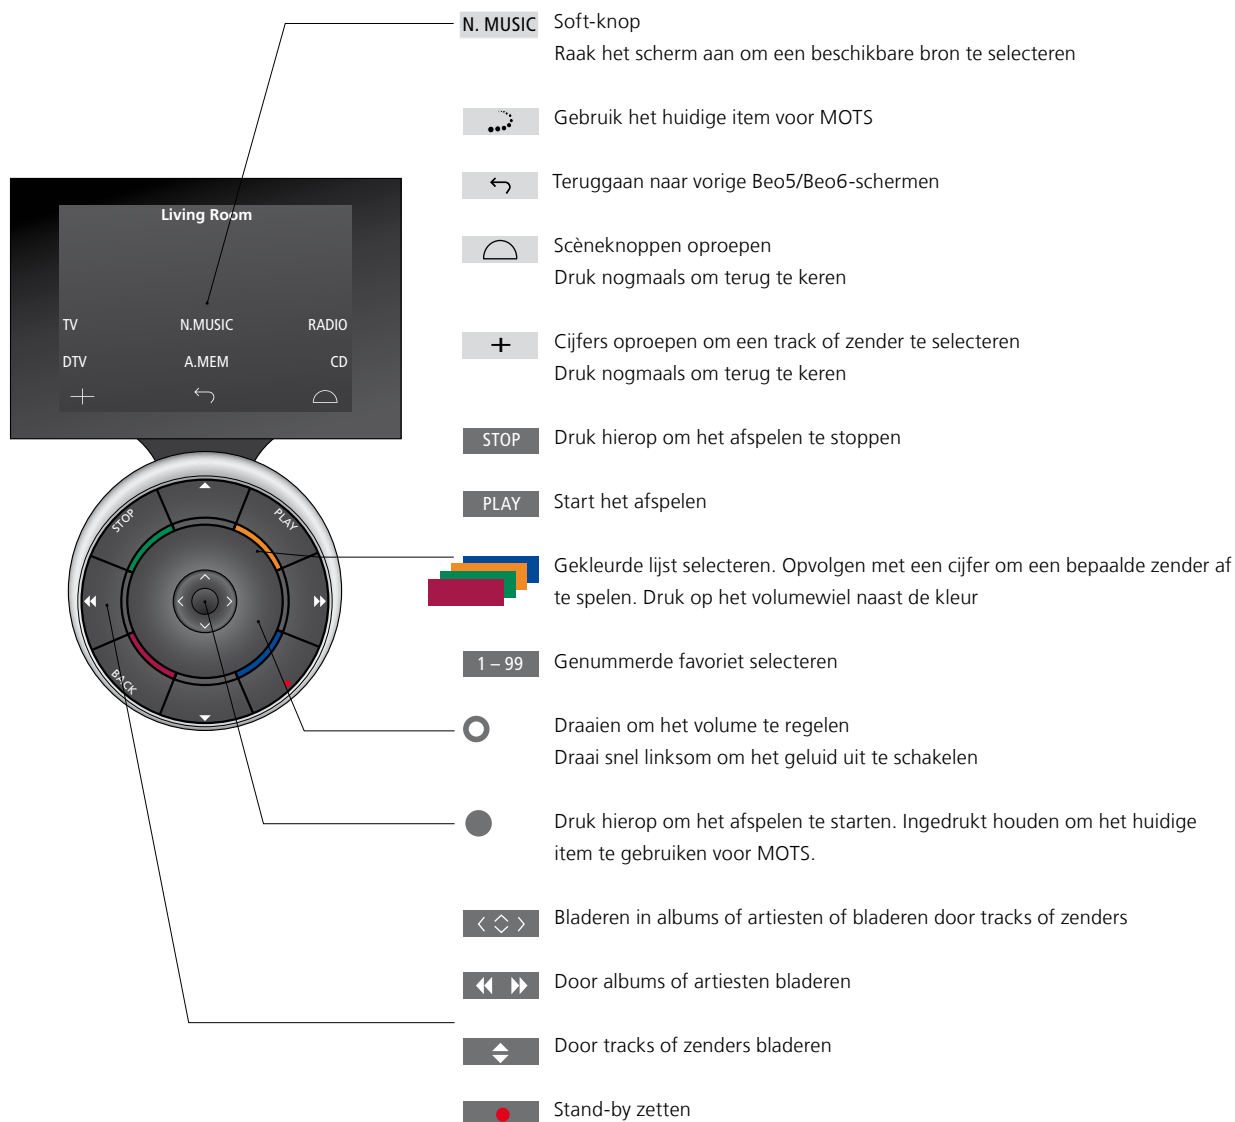 N. MUSIC Soft-knop
Raak het scherm aan om een beschikbare bron te selecteren
Gebruik het huidige item voor MOTS
Teruggaan naar vorige Beo5/Beo6-schermen
Scèneknoppen oproepen
Druk nogmaals om terug te keren
Cijfers oproepen om een track of zender te selecteren
Druk nogmaals om terug te keren
STOP Druk hierop om het afspelen te stoppen
PLAY Start het afspelen
Gekleurde lijst selecteren. Opvolgen met een cijfer om een bepaalde zender af
te spelen. Druk op het volumewiel naast de kleur
1 – 99 Genummerde favoriet selecteren
Draaien om het volume te regelen
Draai snel linksom om het geluid uit te schakelen
Druk hierop om het afspelen te starten. Ingedrukt houden om het huidige
item te gebruiken voor MOTS.
Bladeren in albums of artiesten of bladeren door tracks of zenders
Door albums of artiesten bladeren
Door tracks of zenders bladeren
Stand-by zetten
Living Room
TV N.MUSIC RADIO
DTV A.MEM CD
STOP PLAY
BACK